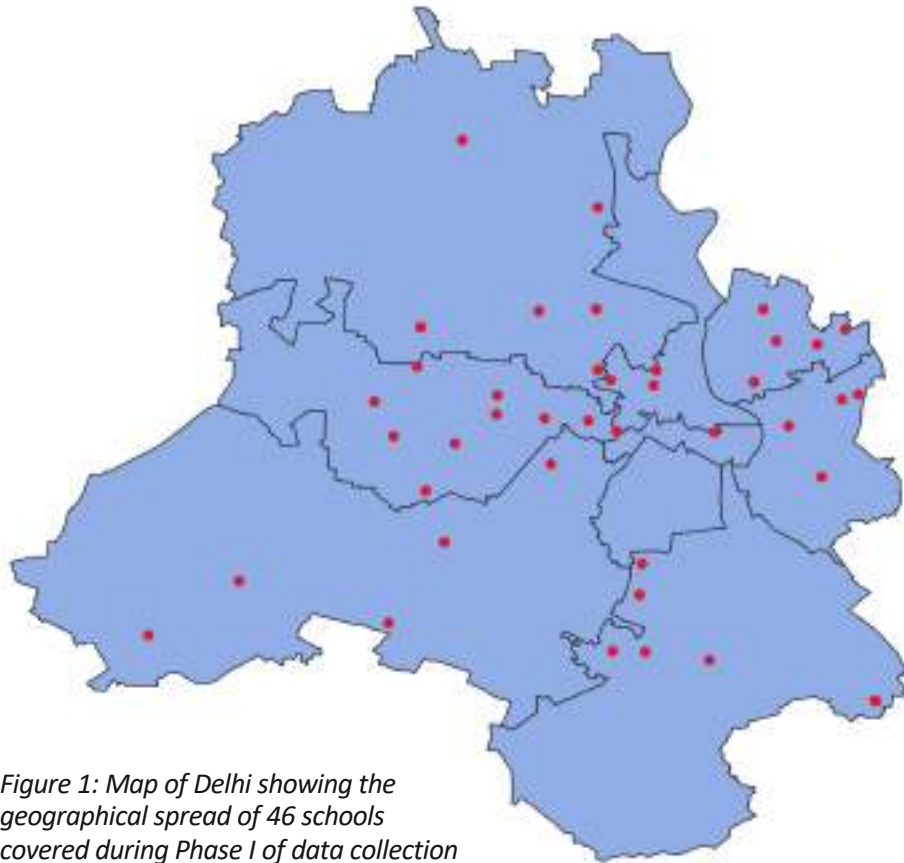 Figure 1: Map of Delhi showing the
geographical spread of 46 schools
covered during Phase I of data collection